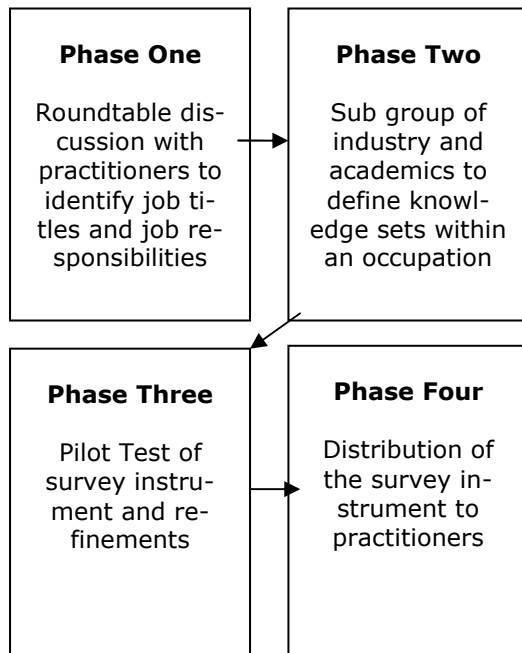 Phase One
Roundtable dis-
cussion with
practitioners to
identify job ti-
tles and job re-
sponsibilities
Phase Two
Sub group of
industry and
academics to
define knowl-
edge sets within
an occupation
Phase Three
Pilot Test of
survey instru-
ment and re-
finements
Phase Four
Distribution of
the survey in-
strument to
practitioners